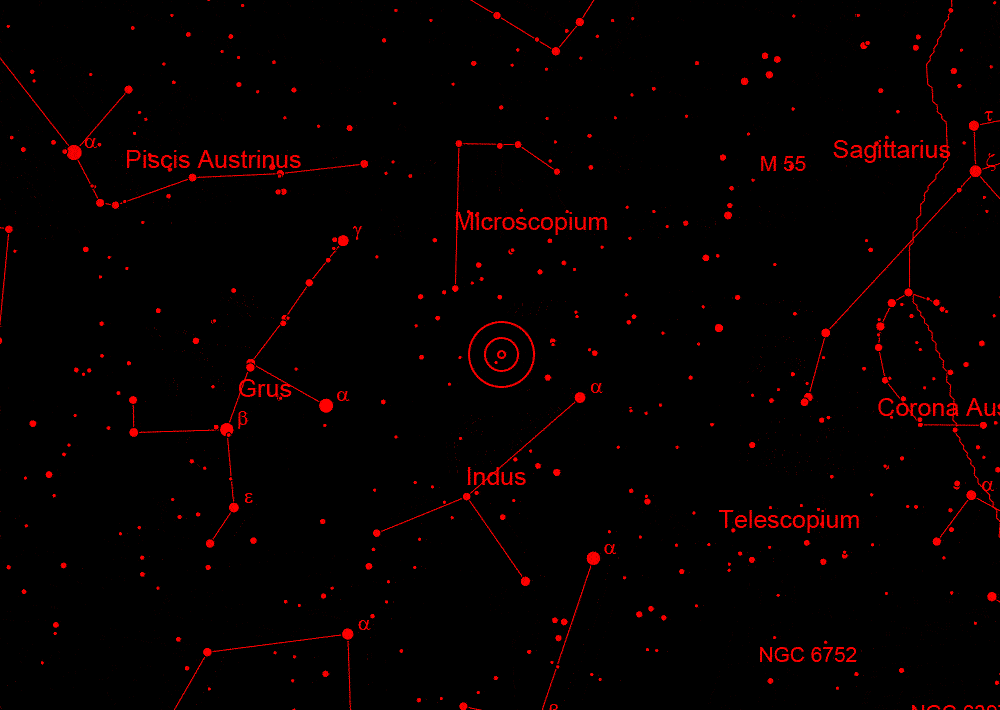 τ
α
Piscis Austrinus
Sagittarius
ζ
M 55
Microscopium
γ
Grus
α
α
Corona Aus
β
Indus
ε
α
Telescopium
α
α
NGC 6752
β